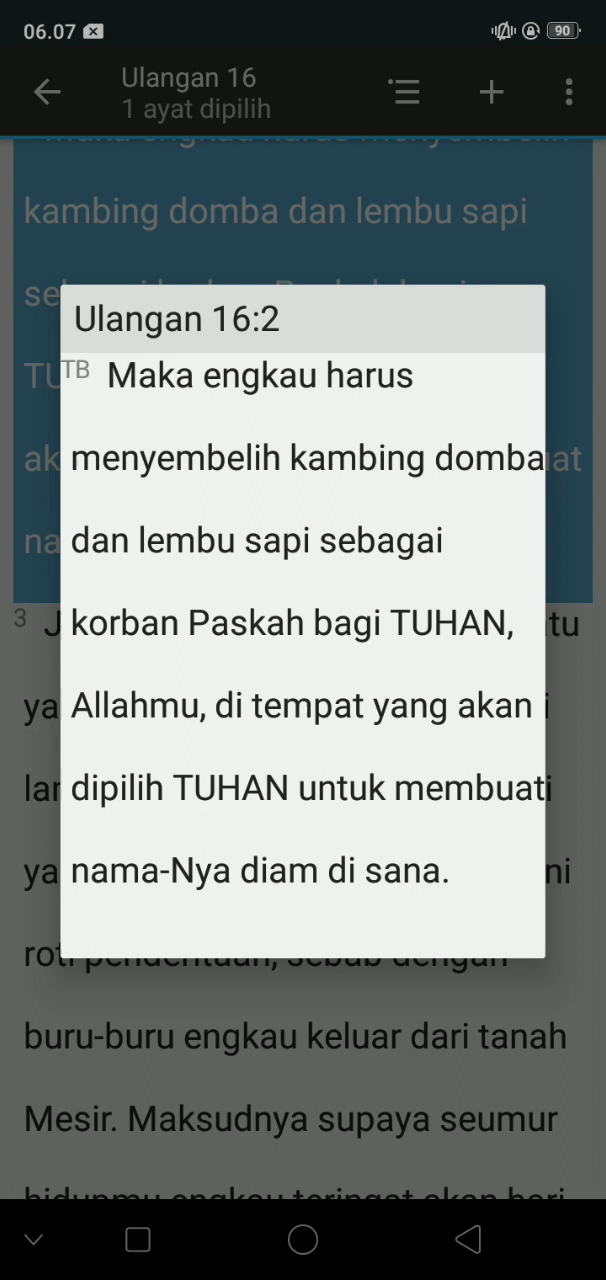 06.07
90
Ulangan 16
1 ayat dipilih
kambing domba dan lembu sapi
Ulangan 16:2
TB Maka engkau harus
menyembelih kambing domba
dan lembu sapi sebagai
korban Paskah bagi TUHAN,
Allahmu, di tempat yang akan
dipilih TUHAN untuk membuat
nama-Nya diam di sana.
3
buru-buru engkau keluar dari tanah
Mesir. Maksudnya supaya seumur